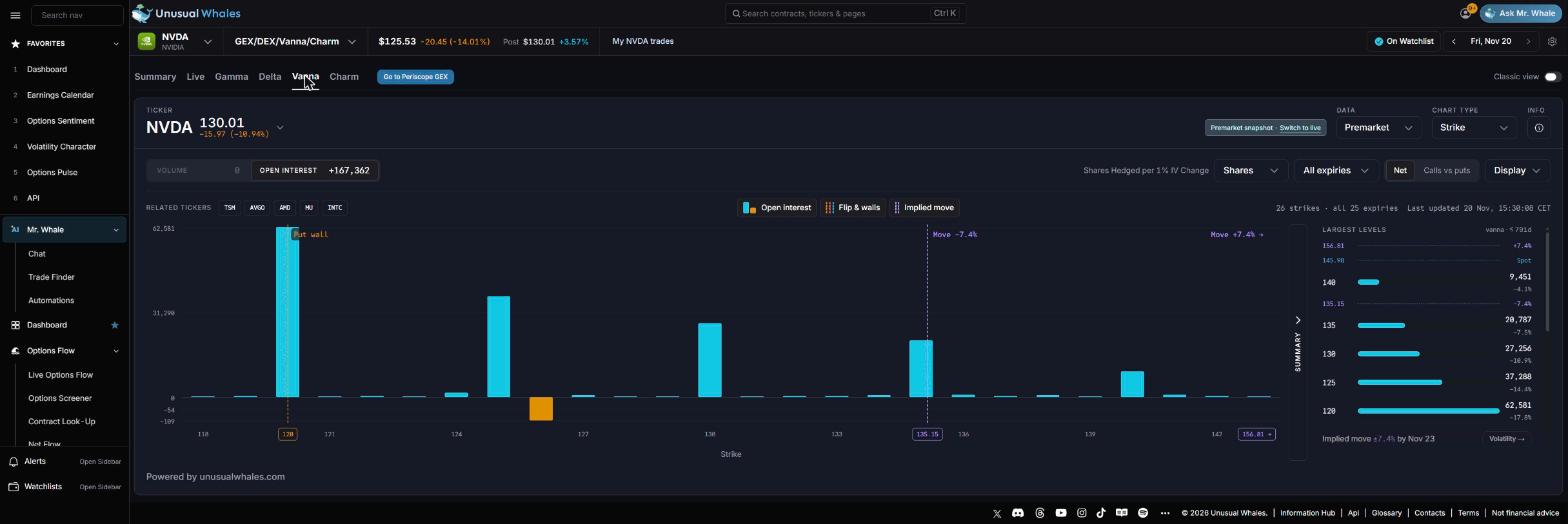 Search nav
Unusual Whales
Search contracts, tickers & pages
Ctrl K
9+
Ask Mr. Whale
FAVORITES
1 Dashboard
2 Earnings Calendar
3 Options Sentiment
4 Volatility Character
5 Options Pulse
6 API
Mr. Whale
Chat
Trade Finder
Automations
Dashboard
Options Flow
Live Options Flow
Options Screener
Contract Look-Up
Net Flow
Alerts Open Sidebar
Watchlists Open Sidebar
NVDA
NVIDIA
GEX/DEX/Vanna/Charm
$125.53 -20.45 (-14.01%) Post $130.01 +3.57%
My NVDA trades
On Watchlist
Fri, Nov 20
Summary Live Gamma Delta Vanna Charm
Go to Periscope GEX
Classic view
TICKER
NVDA 130.01
−15.97 (−10.94%)
Premarket snapshot · Switch to live
DATA
Premarket
CHART TYPE
Strike
INFO
VOLUME 0 OPEN INTEREST +167,362
Shares Hedged per 1% IV Change
Shares
All expiries
Net Calls vs puts
Display
RELATED TICKERS TSM AVGO AMD MU INTC
Open interest Flip & walls Implied move
26 strikes · all 25 expiries Last updated 20 Nov, 15:30:08 CET
62,581
31,290
0
-54
-109
Put wall
Move -7.4%
Move +7.4% →
118 120 121 124 127 130 133 135.15 136 139 142 156.81 →
Strike
SUMMARY
LARGEST LEVELS vanna · ≤ 791d
156.81 +7.4%
145.98 Spot
140 9,451
-4.1%
135.15 -7.4%
135 20,787
-7.5%
130 27,256
-10.9%
125 37,288
-14.4%
120 62,581
-17.8%
Implied move ±7.4% by Nov 23
Volatility →
Powered by unusualwhales.com
© 2026 Unusual Whales. Information Hub Api Glossary Contacts Terms Not financial advice